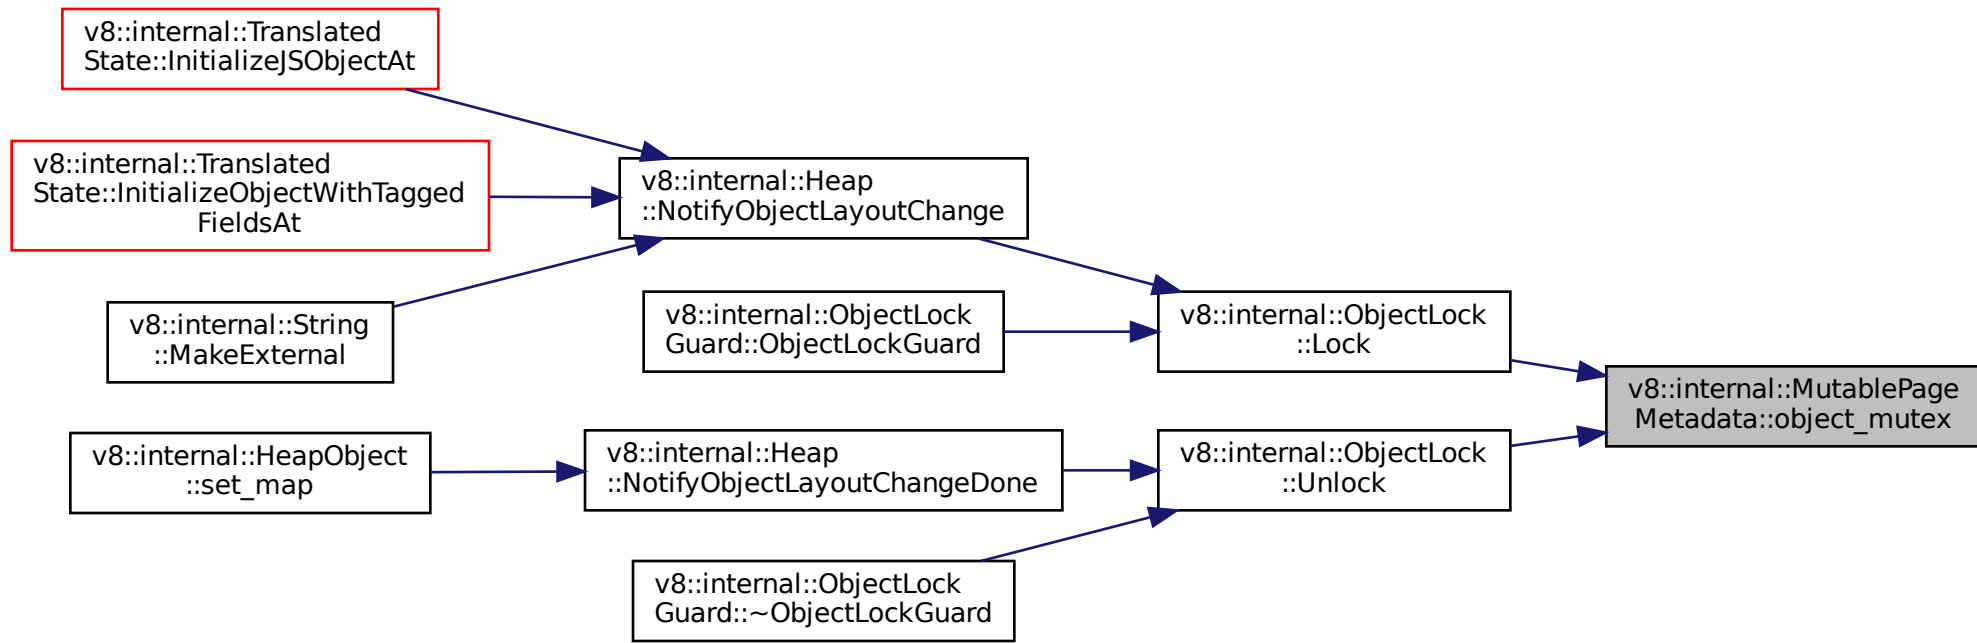 v8::internal::Translated
State::InitializeJSObjectAt
v8::internal::Translated
State::InitializeObjectWithTagged
FieldsAt
v8::internal::String
::MakeExternal
v8::internal::HeapObject
::set_map
v8::internal::Heap
::NotifyObjectLayoutChange
v8::internal::ObjectLock
Guard::ObjectLockGuard
v8::internal::Heap
::NotifyObjectLayoutChangeDone
v8::internal::ObjectLock
Guard::~ObjectLockGuard
v8::internal::ObjectLock
::Lock
v8::internal::ObjectLock
::Unlock
v8::internal::MutablePage
Metadata::object_mutex